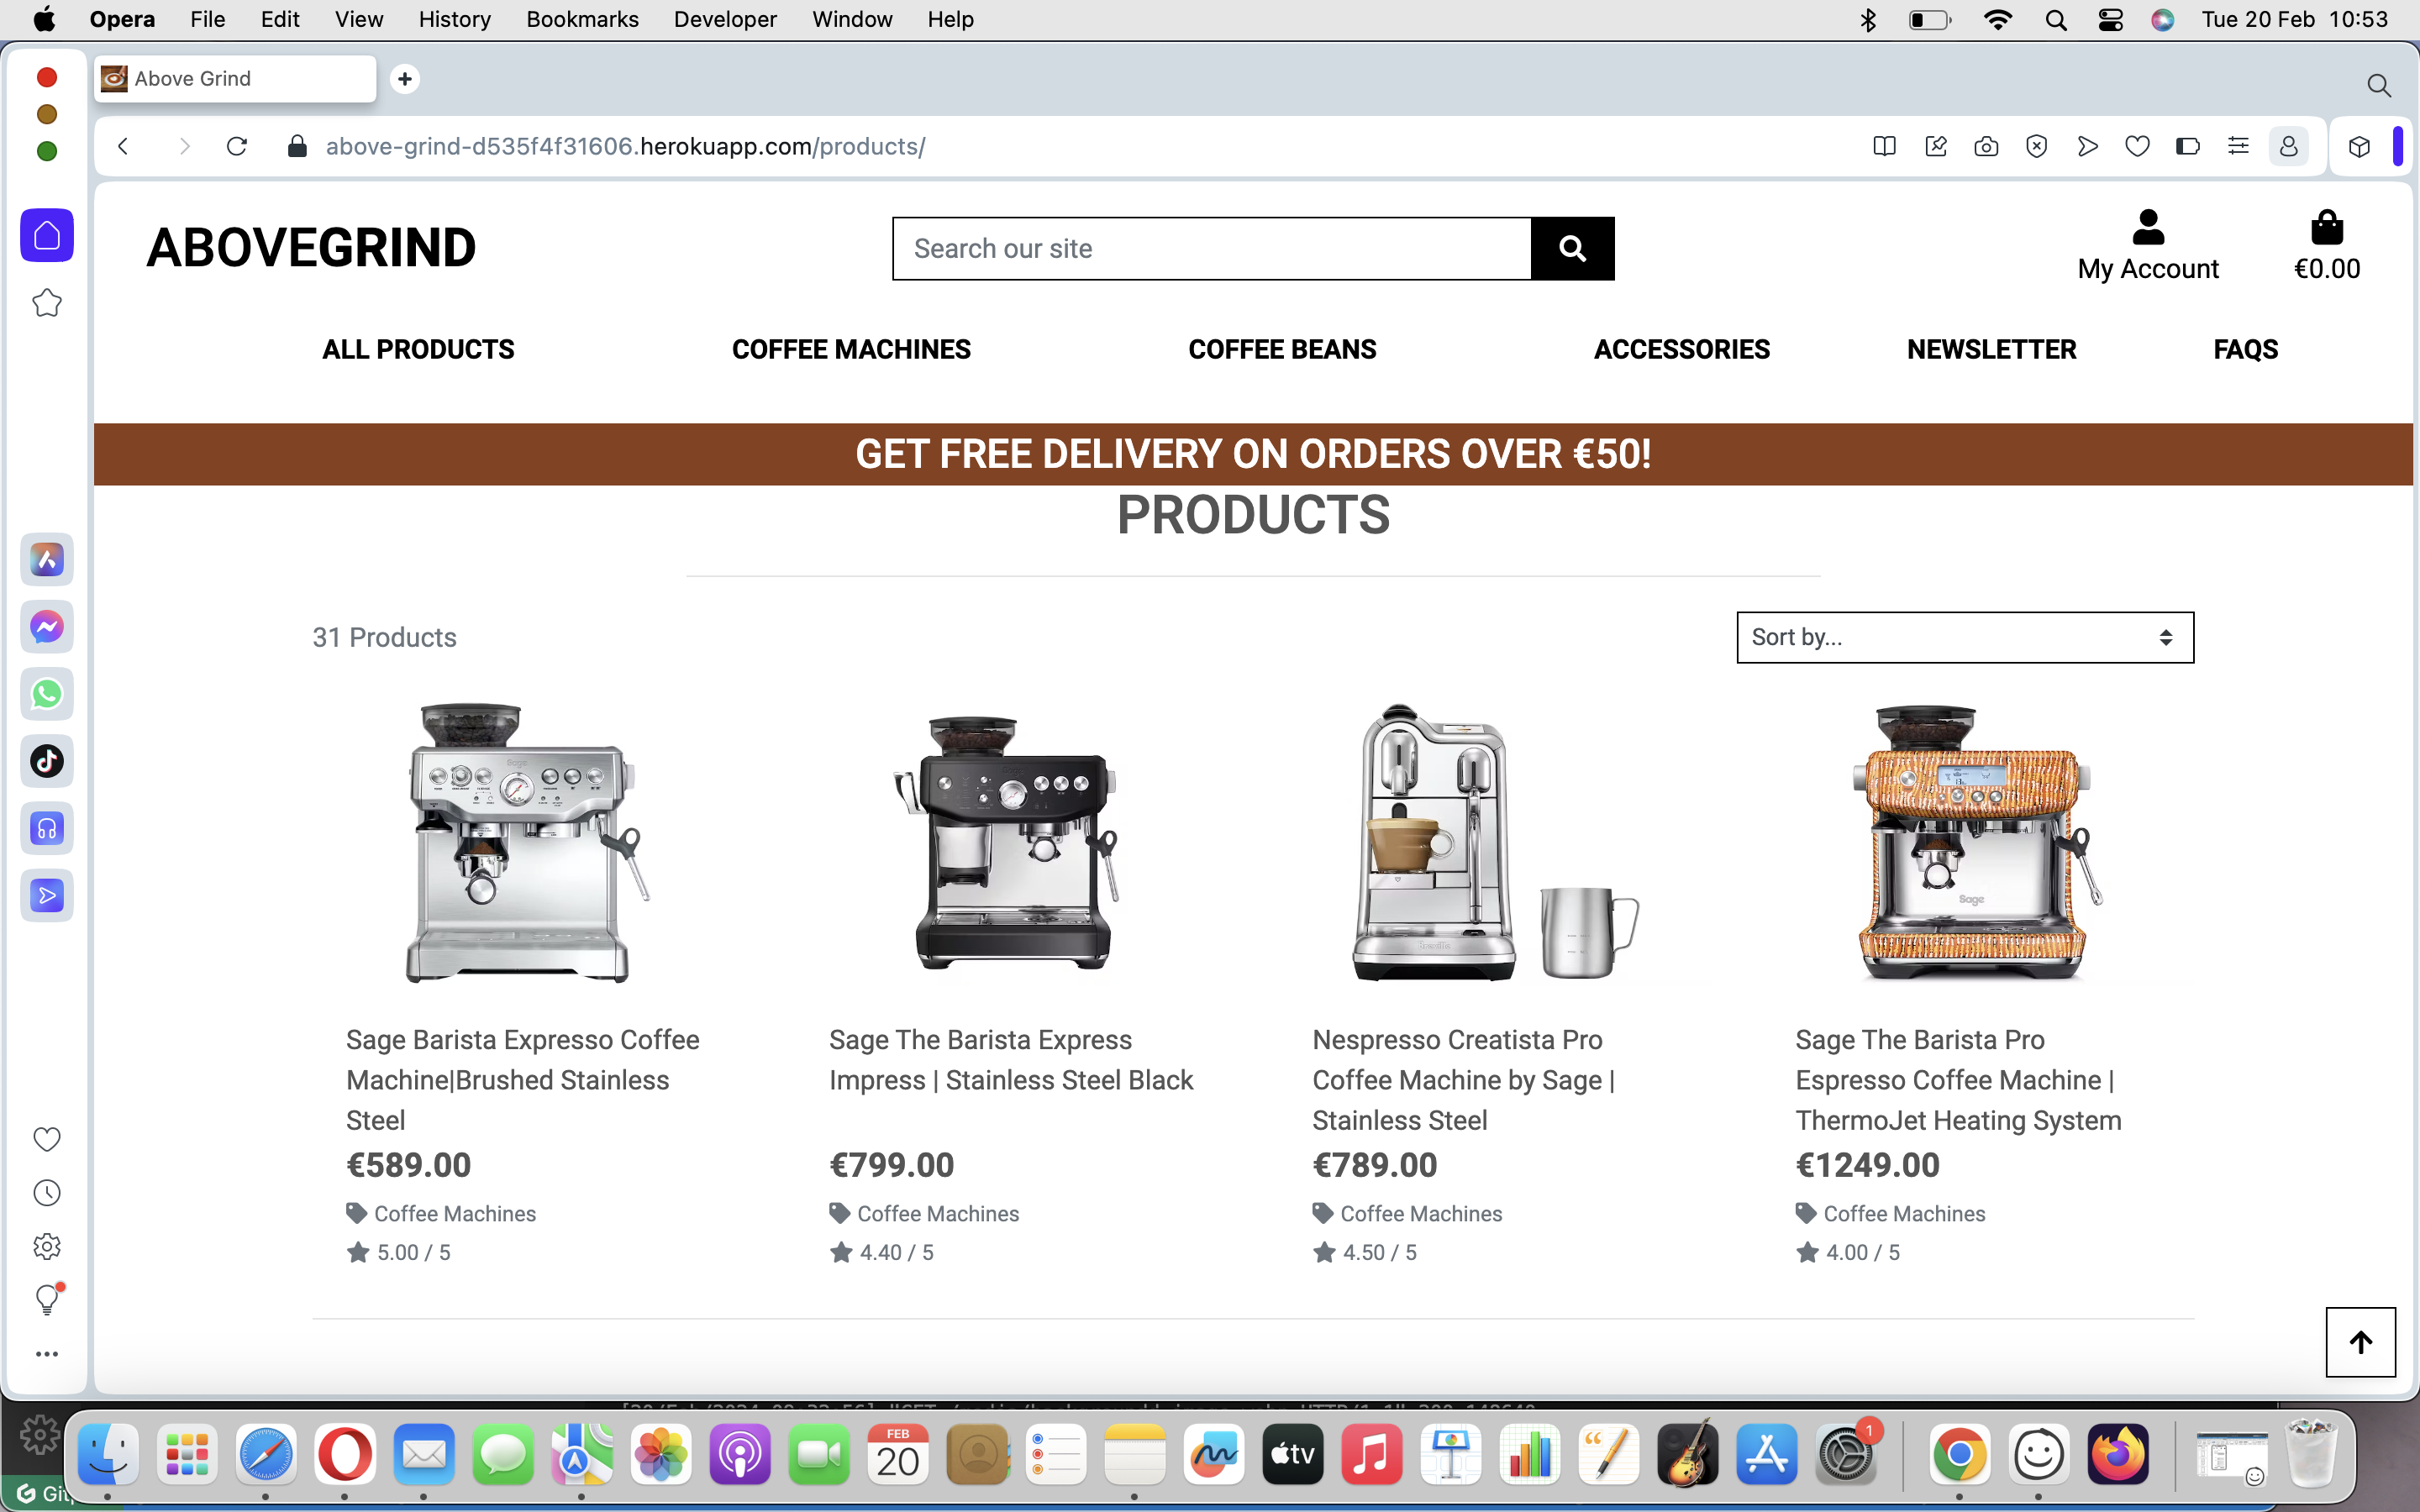 Opera File Edit View History Bookmarks Developer Window Help
Tue 20 Feb 10:53
Above Grind
above-grind-d535f4f31606.herokuapp.com/products/
ABOVEGRIND
Search our site
My Account
€0.00
ALL PRODUCTS COFFEE MACHINES COFFEE BEANS ACCESSORIES NEWSLETTER FAQS
GET FREE DELIVERY ON ORDERS OVER €50!
PRODUCTS
31 Products
Sort by...
Sage Barista Expresso Coffee
Machine|Brushed Stainless
Steel
€589.00
Coffee Machines
5.00 / 5
Sage The Barista Express
Impress | Stainless Steel Black
€799.00
Coffee Machines
4.40 / 5
Nespresso Creatista Pro
Coffee Machine by Sage |
Stainless Steel
€789.00
Coffee Machines
4.50 / 5
Sage The Barista Pro
Espresso Coffee Machine |
ThermoJet Heating System
€1249.00
Coffee Machines
4.00 / 5
FEB
20
tv
1